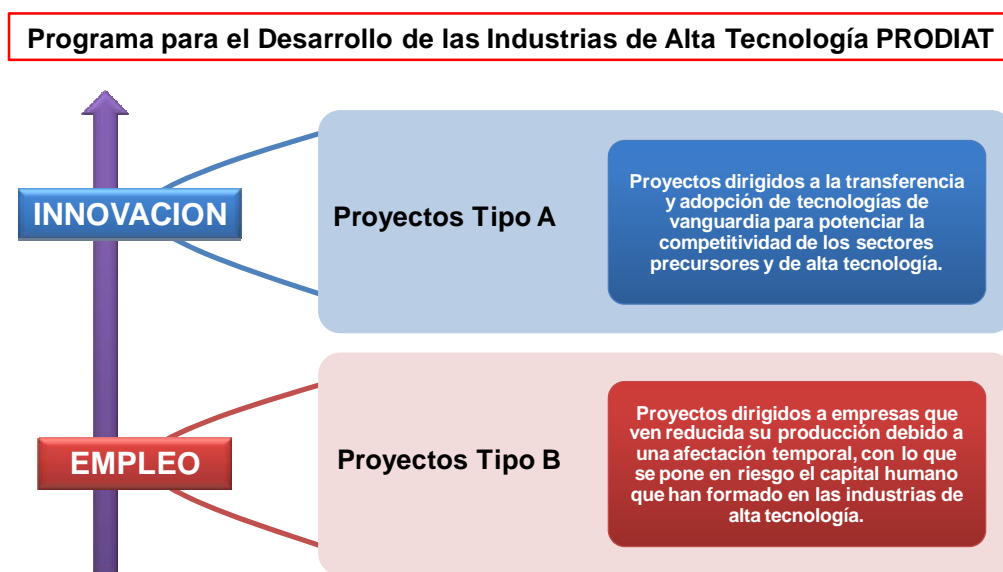 Programa para el Desarrollo de las Industrias de Alta Tecnología PRODIAT
INNOVACION
Proyectos Tipo A
Proyectos dirigidos a la transferencia
y adopción de tecnologías de
vanguardia para potenciar la
competitividad de los sectores
precursores y de alta tecnología.
EMPLEO
Proyectos Tipo B
Proyectos dirigidos a empresas que
ven reducida su producción debido a
una afectación temporal, con lo que
se pone en riesgo el capital humano
que han formado en las industrias de
alta tecnología.